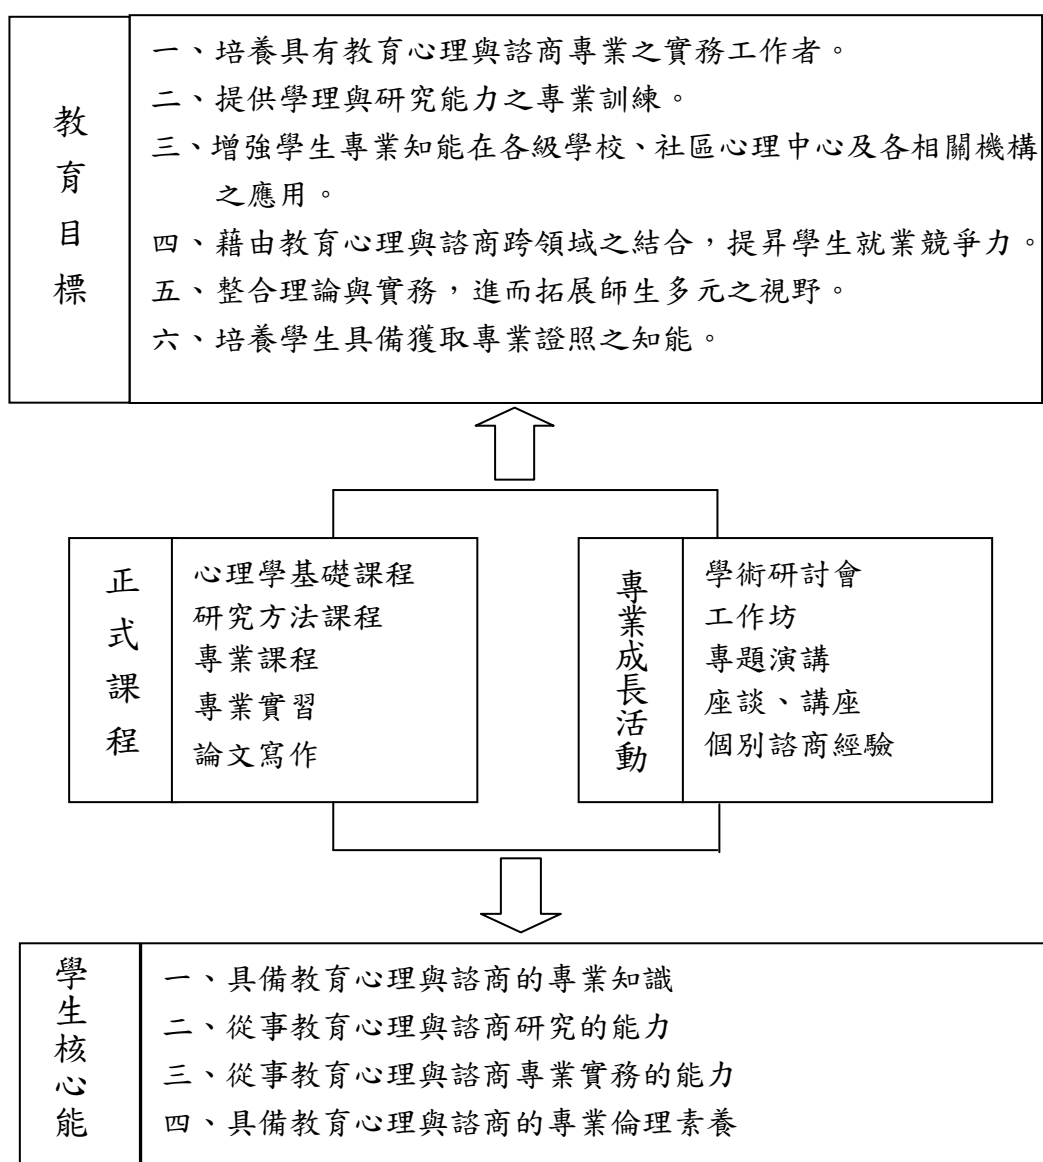 教育目標
一、培養具有教育心理與諮商專業之實務工作者。
二、提供學理與研究能力之專業訓練。
三、增強學生專業知能在各級學校、社區心理中心及各相關機構
之應用。
四、藉由教育心理與諮商跨領域之結合，提昇學生就業競爭力。
五、整合理論與實務，進而拓展師生多元之視野。
六、培養學生具備獲取專業證照之知能。
正式課程
心理學基礎課程
研究方法課程
專業課程
專業實習
論文寫作
專業成長活動
學術研討會
工作坊
專題演講
座談、講座
個別諮商經驗
學生核心能
一、具備教育心理與諮商的專業知識
二、從事教育心理與諮商研究的能力
三、從事教育心理與諮商專業實務的能力
四、具備教育心理與諮商的專業倫理素養